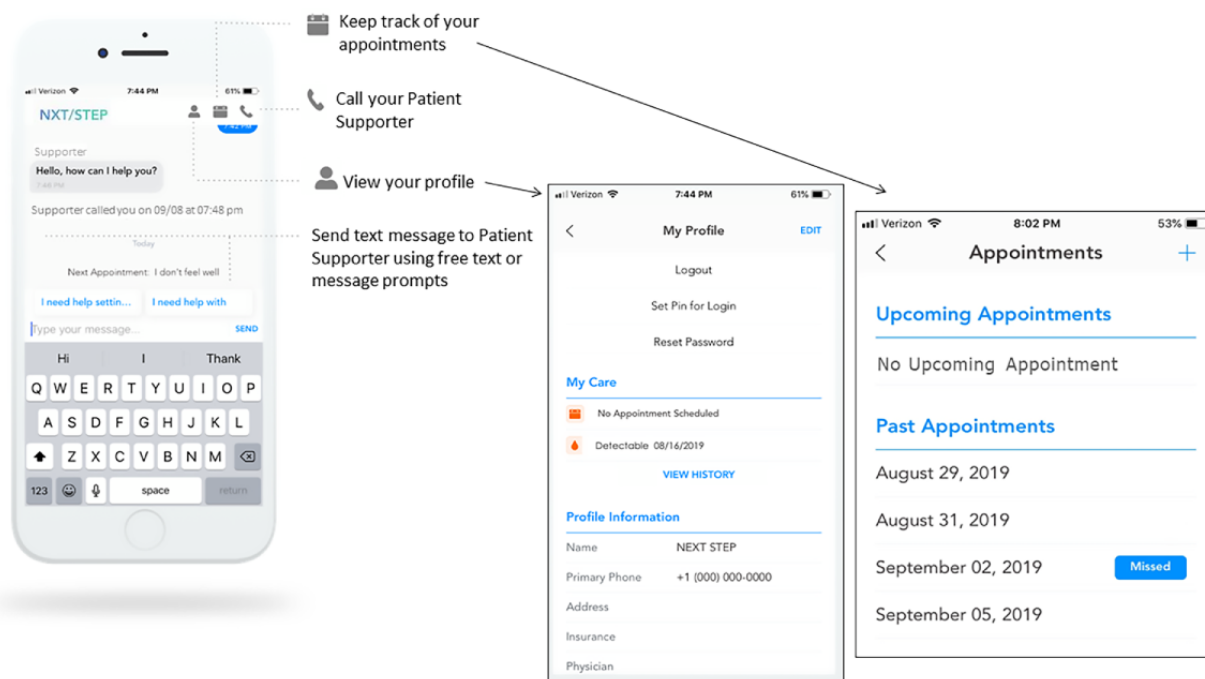 Keep track of your
appointments
Call your Patient
Supporter
View your profile
Send text message to Patient
Supporter using free text or
message prompts
Verizon 7:44 PM 61%
NXT/STEP
7:42 PM
Supporter
Hello, how can I help you?
7:48 PM
Supporter called you on 09/08 at 07:48 pm
Today
Next Appointment: I don't feel well
I need help settin... I need help with
Type your message... SEND
Hi I Thank
Q W E R T Y U I O P
A S D F G H J K L
Z X C V B N M
123 space return
Verizon 7:44 PM 61%
My Profile EDIT
Logout
Set Pin for Login
Reset Password
My Care
No Appointment Scheduled
Detectable 08/16/2019
VIEW HISTORY
Profile Information
Name NEXT STEP
Primary Phone +1 (000) 000-0000
Address
Insurance
Physician
Verizon 8:02 PM 53%
Appointments
Upcoming Appointments
No Upcoming Appointment
Past Appointments
August 29, 2019
August 31, 2019
September 02, 2019 Missed
September 05, 2019